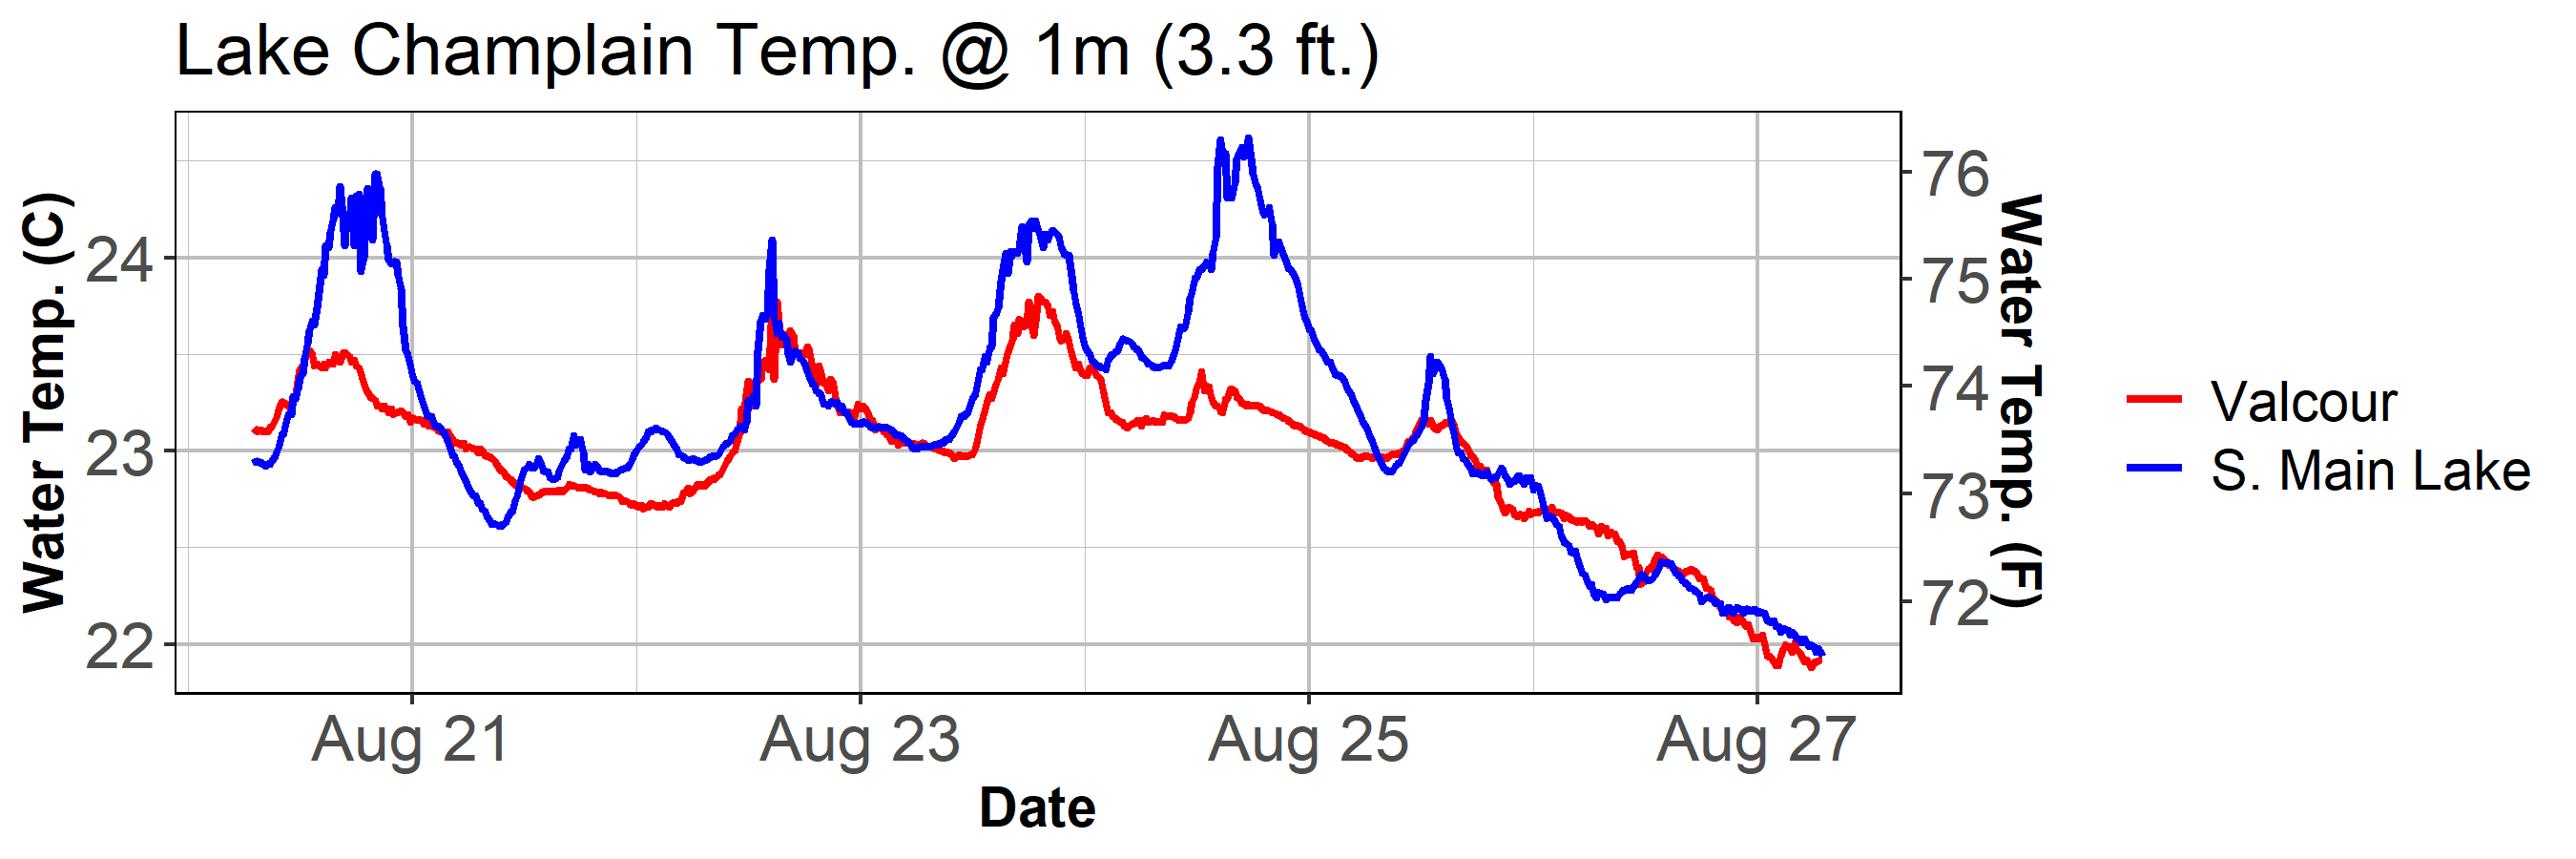 Lake Champlain Temp. @ 1m (3.3 ft.)
Water Temp. (C)
24
23
22
76
75
74
73
72
Water Temp. (F)
Aug 21
Aug 23
Aug 25
Aug 27
Date
Valcour
S. Main Lake